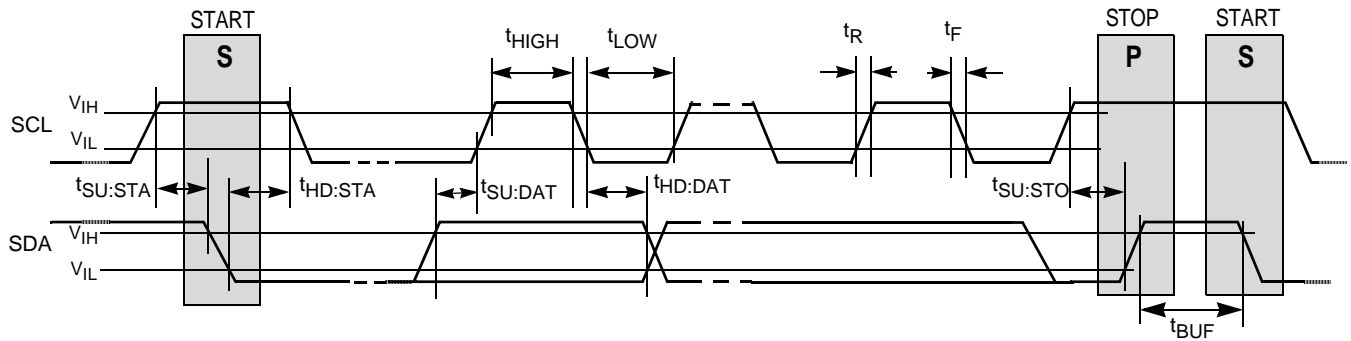 START
STOP
START
S
tHIGH
tLOW
tR
tF
P
S
VIH
SCL
VIL
tSU:STA
tHD:STA
tSU:DAT
tHD:DAT
tSU:STO
SDA
VIH
VIL
tBUF